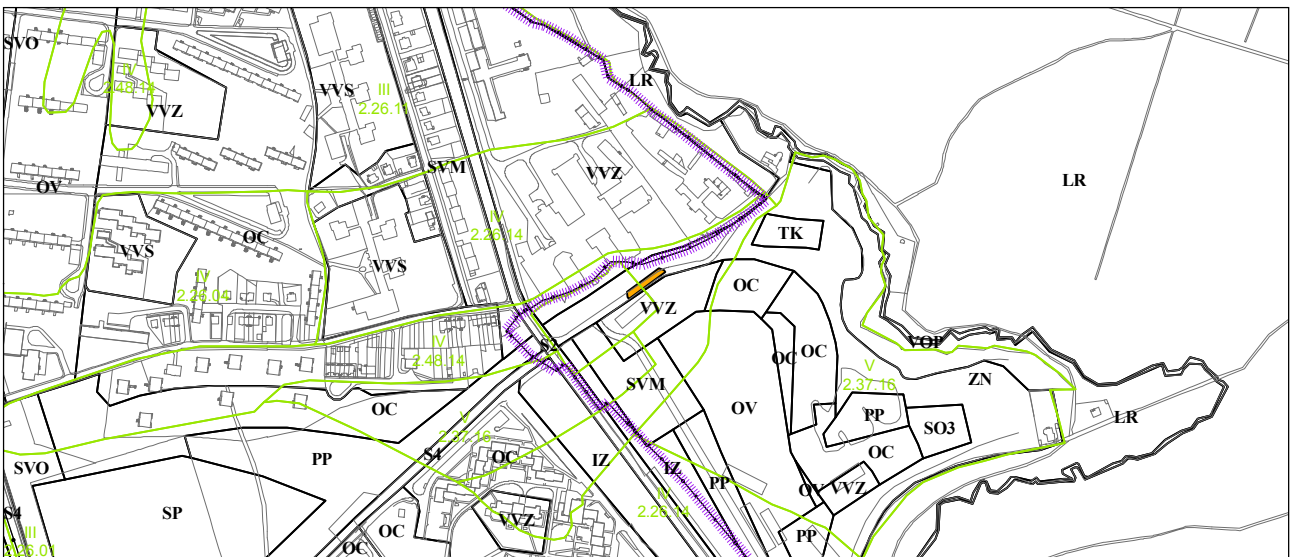 SVO
LR
IV
2.48.14
VVZ
VVS
III
2.26.11
SVM
VVZ
LR
OV
OC
VVS
VVS
IV
2.26.14
TK
IV
2.26.04
OC
VVZ
S2
IV
2.48.14
OC
OC
VOP
V
2.37.16
ZN
SVM
OV
PP
SO3
LR
OC
V
2.37.16
S4
OC
PP
IZ
IZ
PP
OC
OV
VVZ
SVO
SP
IV
2.26.14
S4
III
2.26.01
OC
VVZ
OC
PP